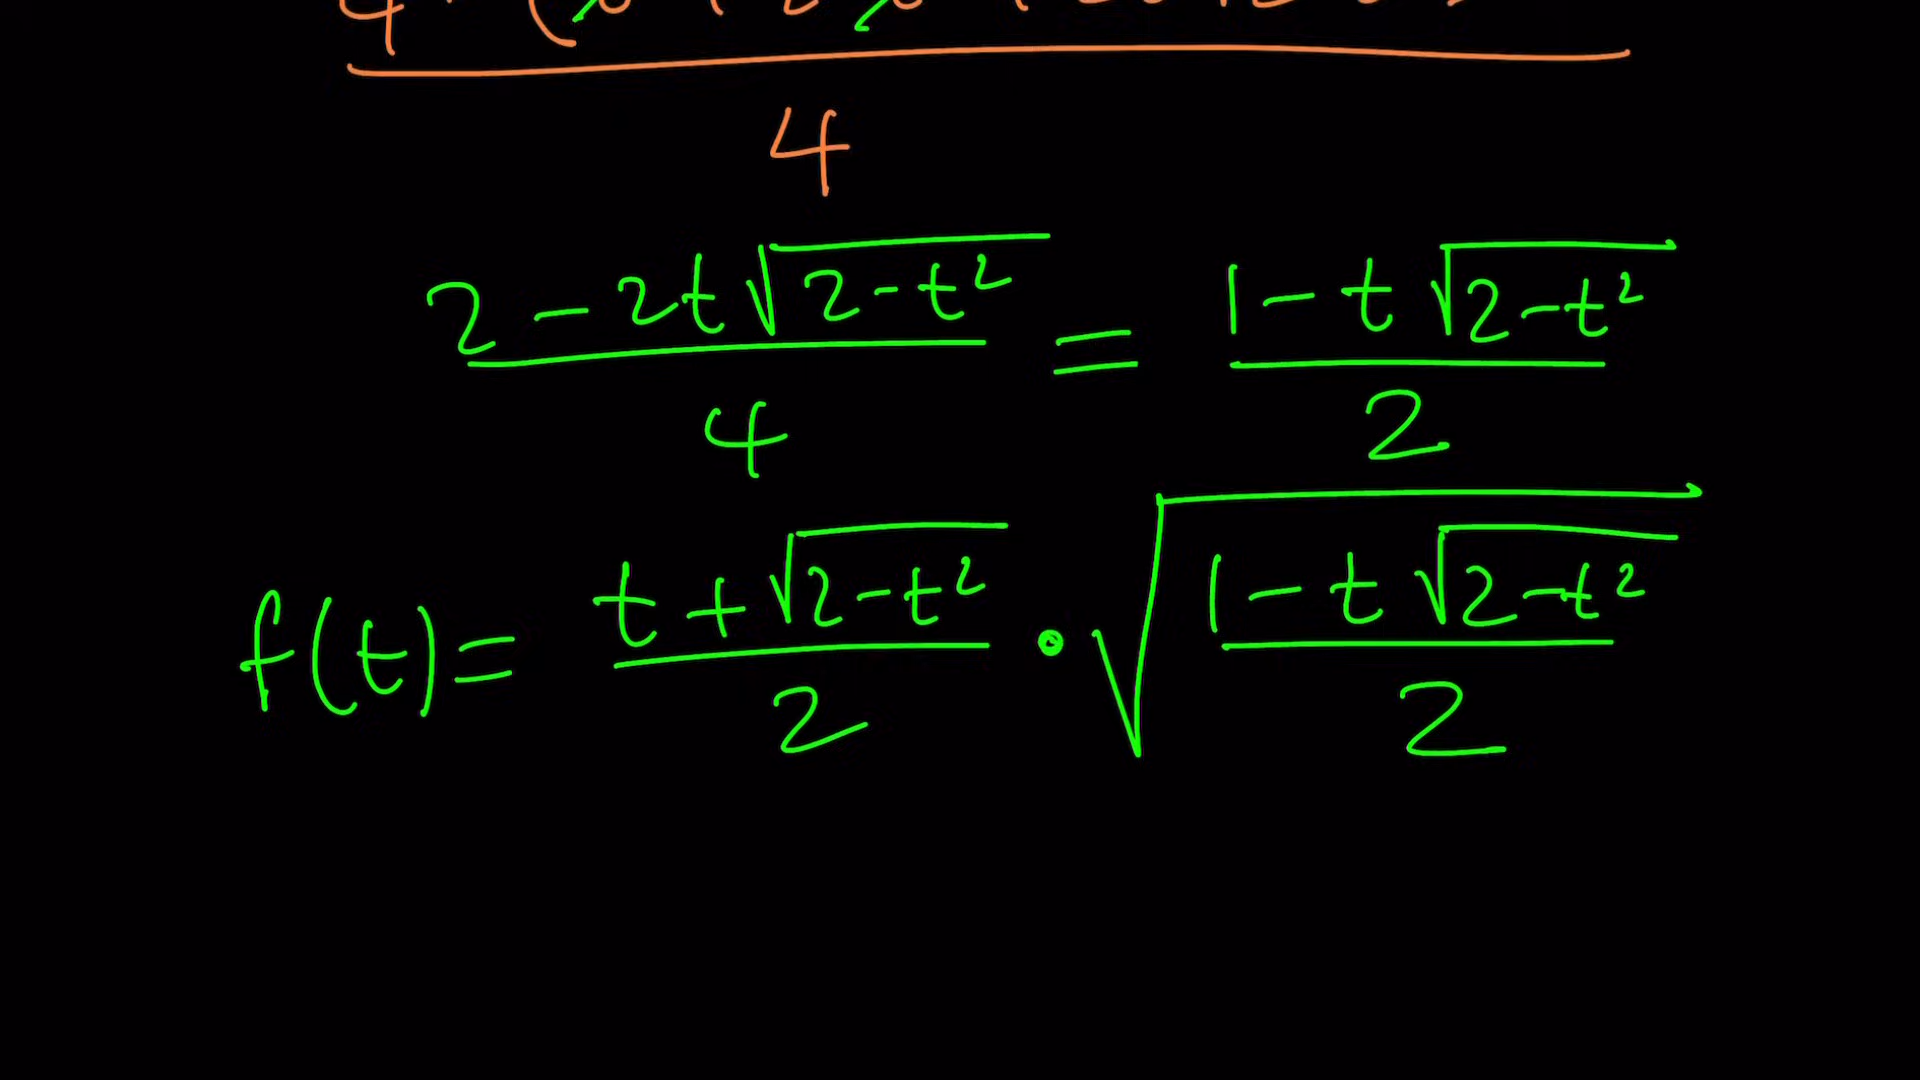 4
2 - 2t√(2-t²) / 4 = 1 - t√(2-t²) / 2
f(t) = t + √(2-t²) / 2 · √(1 - t√(2-t²) / 2)